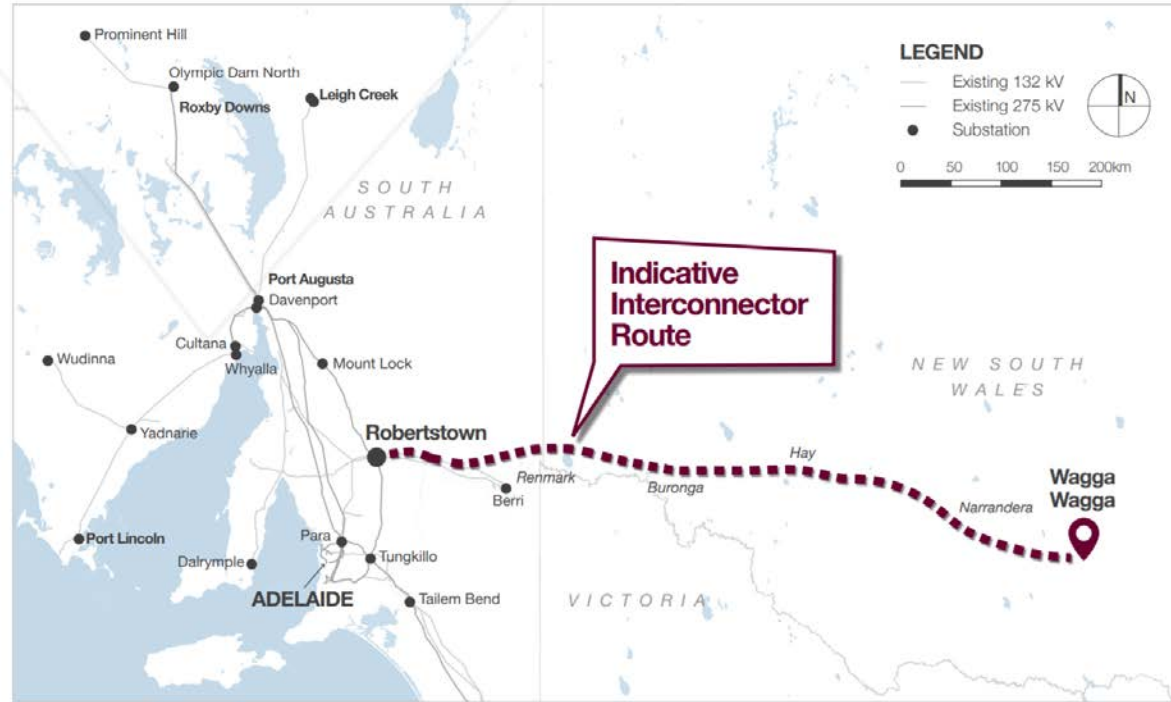 Prominent Hill
Olympic Dam North
Roxby Downs
Leigh Creek
SOUTH
AUSTRALIA
LEGEND
Existing 132 kV
Existing 275 kV
Substation
N
0 50 100 150 200km
Port Augusta
Davenport
Cultana
Whyalla
Wudinna
Mount Lock
Yadnarie
Indicative
Interconnector
Route
NEW SOUTH
WALES
Robertstown
Renmark
Berri
Buronga
Hay
Narrandera
Wagga
Wagga
Port Lincoln
Para
Dalrymple
Tungkillo
ADELAIDE
Tailem Bend
VICTORIA